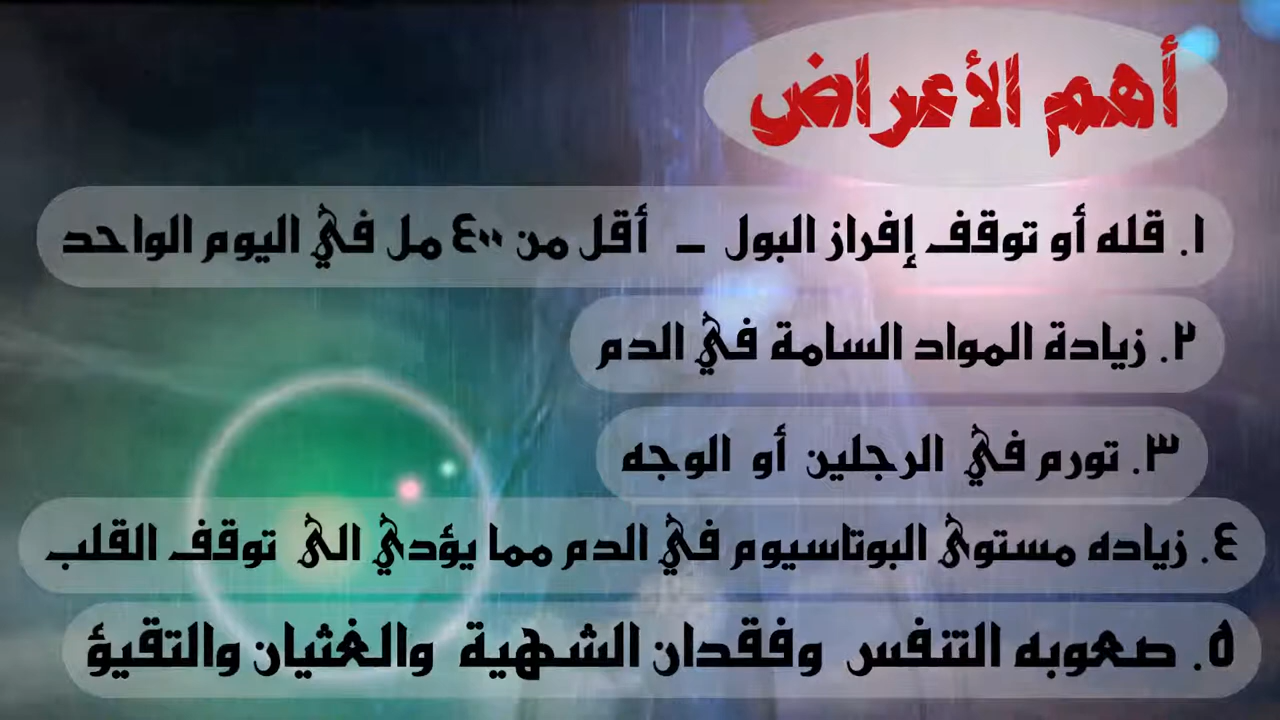 أهم الأعراض
١. قله أو توقف إفراز البول – أقل من ٤٠٠ مل في اليوم الواحد
٢. زيادة المواد السامة في الدم
٣. تورم في الرجلين أو الوجه
٤. زياده مستوى البوتاسيوم في الدم مما يؤدي الى توقف القلب
٥. صعوبه التنفس وفقدان الشهية والغثيان والتقيؤ